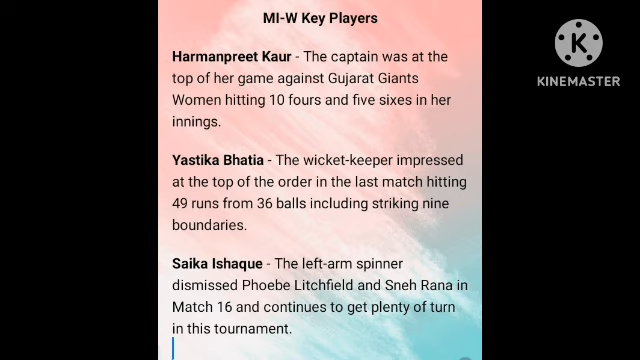 MI-W Key Players
Harmanpreet Kaur - The captain was at the
top of her game against Gujarat Giants
Women hitting 10 fours and five sixes in her
innings.
Yastika Bhatia - The wicket-keeper impressed
at the top of the order in the last match hitting
49 runs from 36 balls including striking nine
boundaries.
Saika Ishaque - The left-arm spinner
dismissed Phoebe Litchfield and Sneh Rana in
Match 16 and continues to get plenty of turn
in this tournament.
K
KINEMASTER